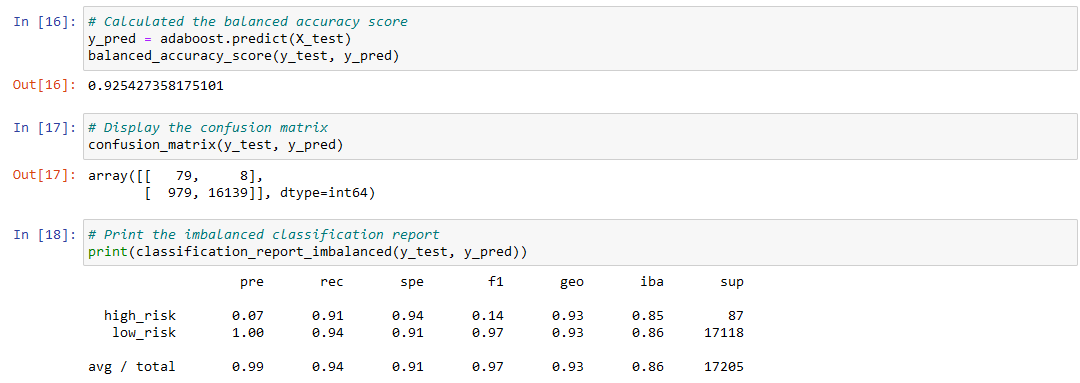 In [16]: # Calculated the balanced accuracy score
y_pred = adaboost.predict(X_test)
balanced_accuracy_score(y_test, y_pred)
Out[16]: 0.925427358175101
In [17]: # Display the confusion matrix
confusion_matrix(y_test, y_pred)
Out[17]: array([[   79,     8],
       [  979, 16139]], dtype=int64)
In [18]: # Print the imbalanced classification report
print(classification_report_imbalanced(y_test, y_pred))
                   pre       rec       spe        f1       geo       iba       sup
  high_risk       0.07      0.91      0.94      0.14      0.93      0.85        87
   low_risk       1.00      0.94      0.91      0.97      0.93      0.86     17118
avg / total       0.99      0.94      0.91      0.97      0.93      0.86     17205